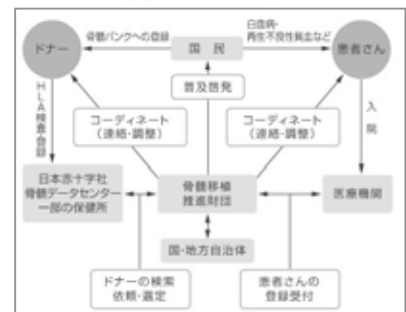 ドナー
骨髄バンクへの登録
国 民
白血病・
再生不良性貧血など
患者さん
普及啓発
HLA検査・登録
コーディネート
(連絡・調整)
コーディネート
(連絡・調整)
入院
日本赤十字社
骨髄データセンター
一部の保健所
骨髄移植
推進財団
医療機関
国・地方自治体
ドナーの検索
依頼・選定
患者さんの
登録受付